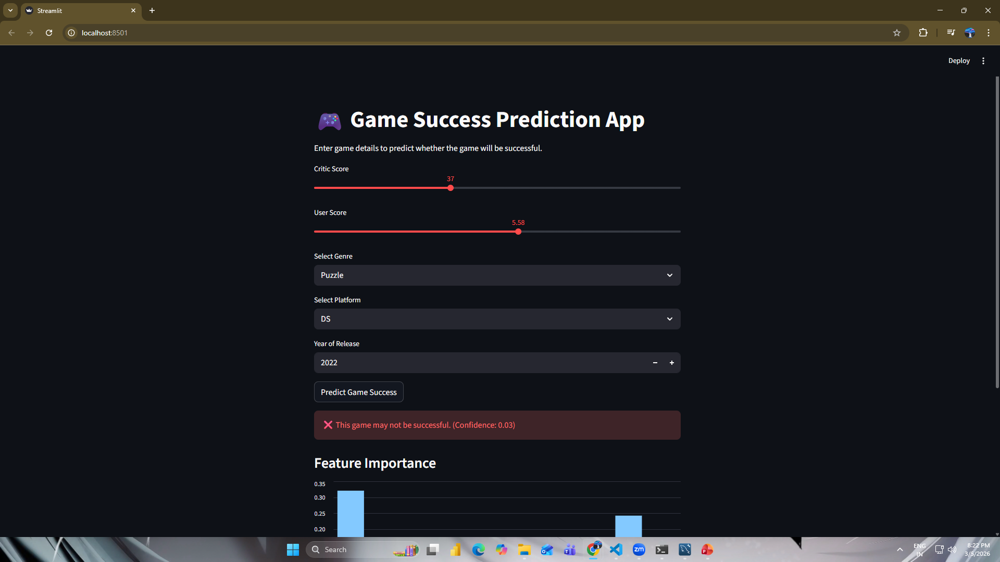 Streamlit
localhost:8501
Deploy
Game Success Prediction App
Enter game details to predict whether the game will be successful.
Critic Score
37
User Score
5.58
Select Genre
Puzzle
Select Platform
DS
Year of Release
2022
Predict Game Success
This game may not be successful. (Confidence: 0.03)
Feature Importance
0.35
0.30
0.25
0.20
Search
zm
ENG
IN
8:22 PM
3/5/2026